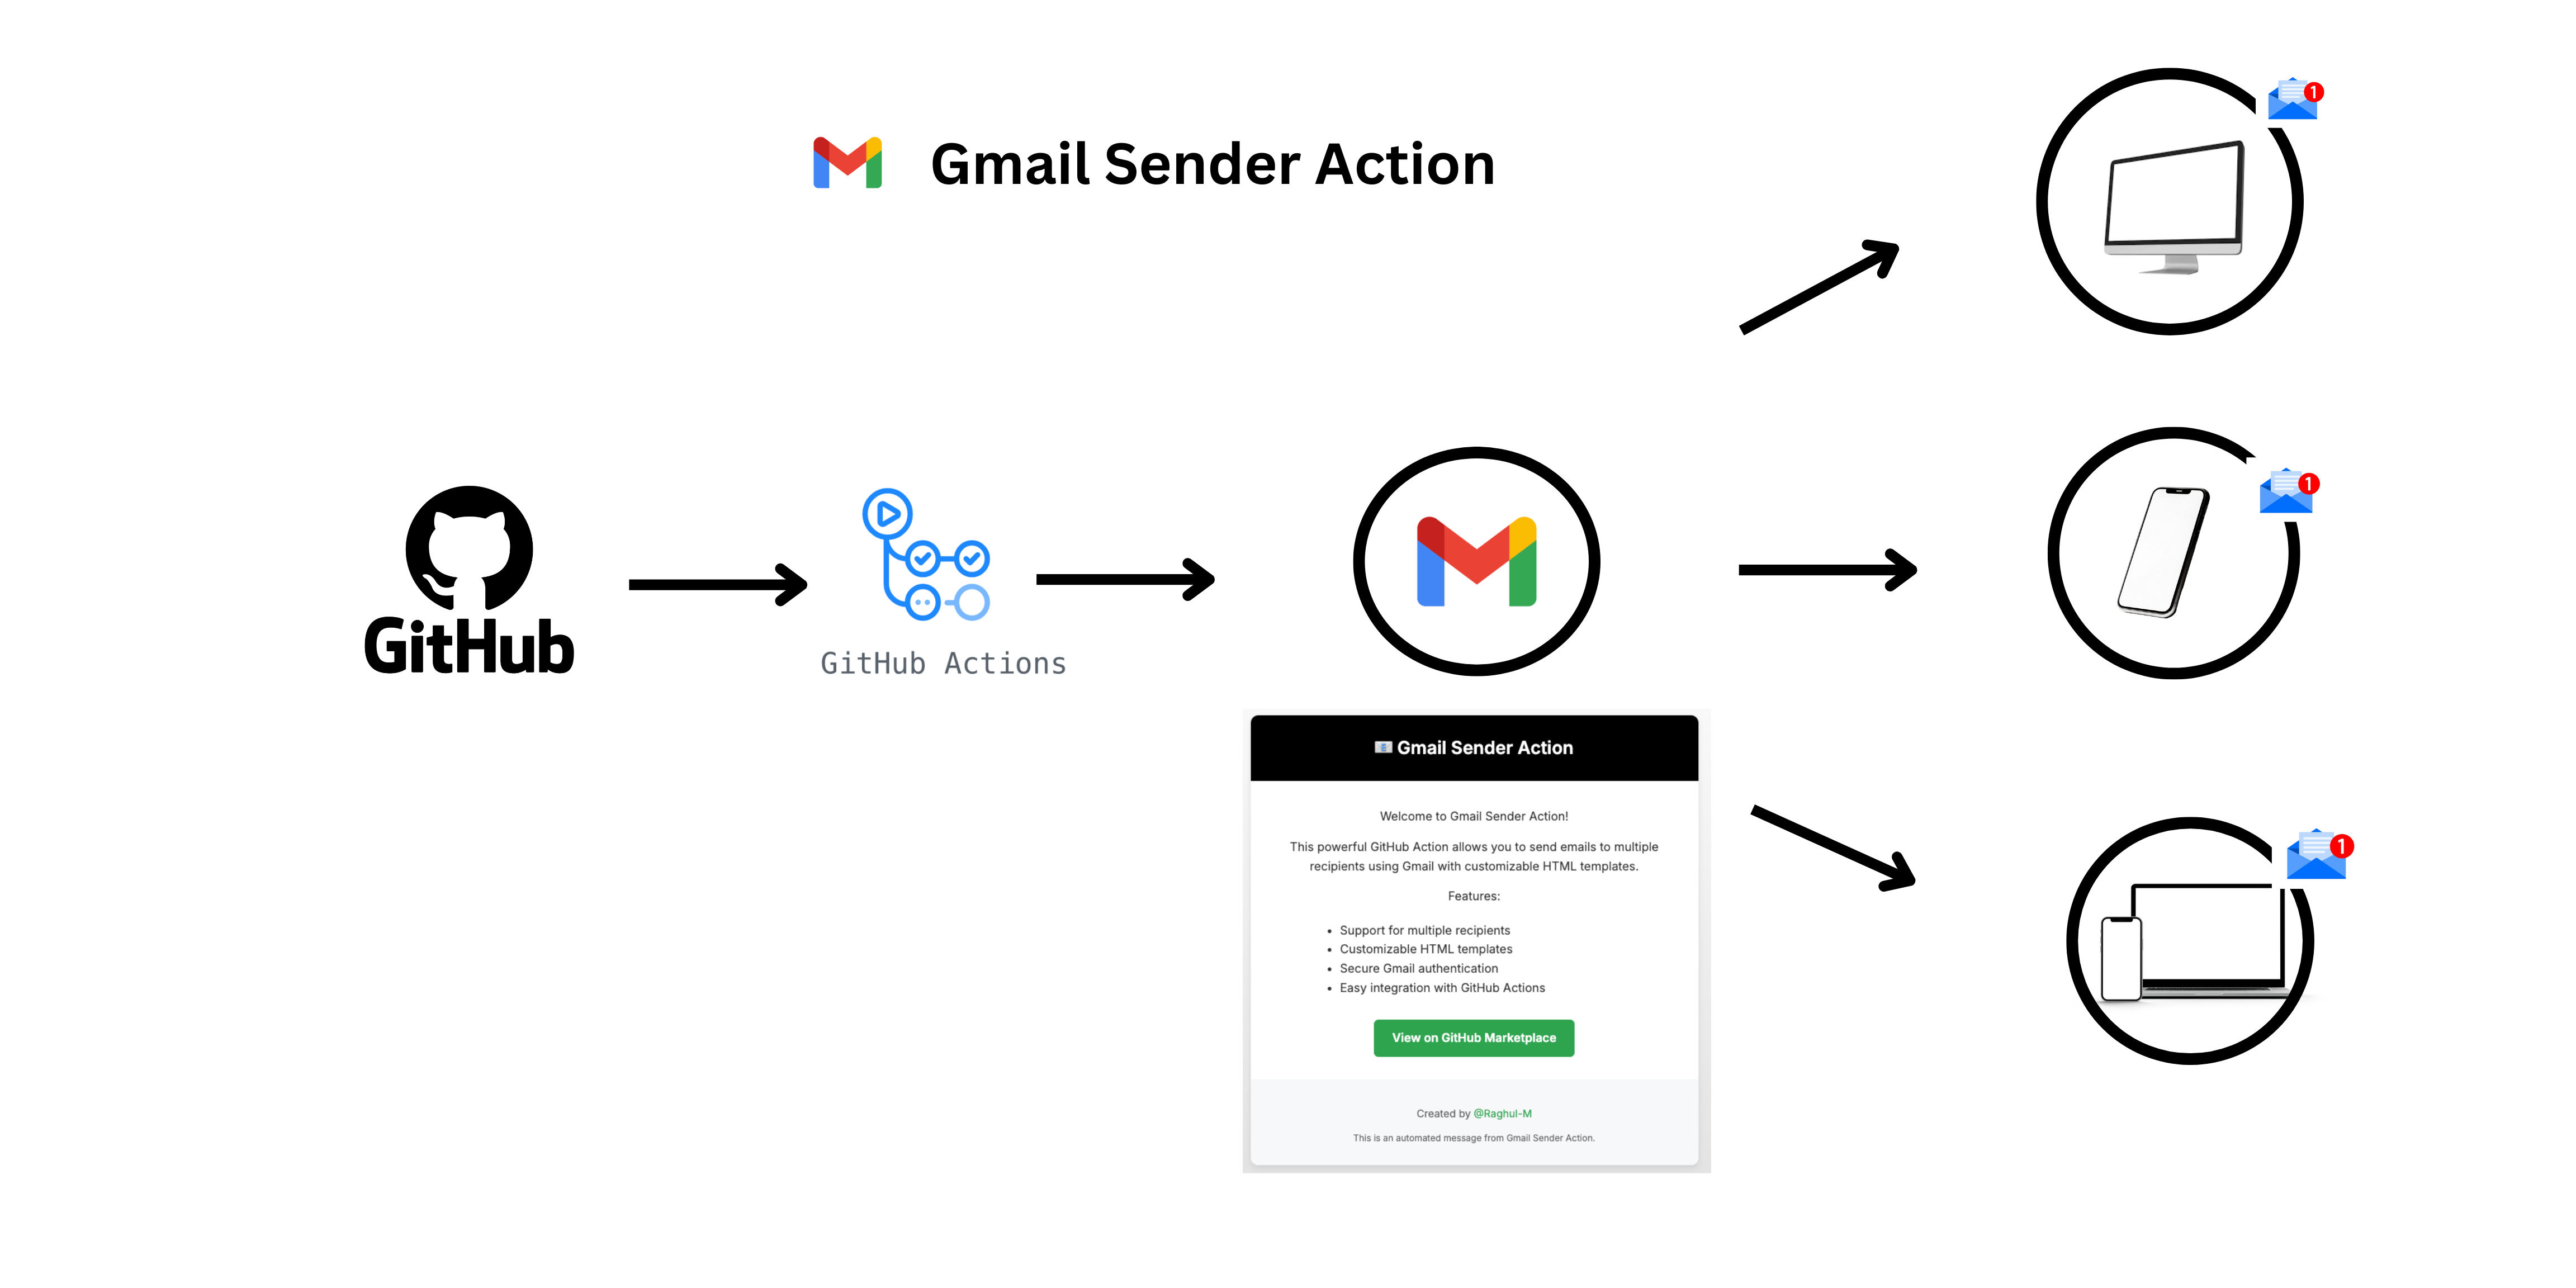 Gmail Sender Action
1
1
GitHub
GitHub Actions
Gmail Sender Action
Welcome to Gmail Sender Action!
This powerful GitHub Action allows you to send emails to multiple
recipients using Gmail with customizable HTML templates.
Features:
• Support for multiple recipients
• Customizable HTML templates
• Secure Gmail authentication
• Easy integration with GitHub Actions
View on GitHub Marketplace
Created by @Raghul-M
This is an automated message from Gmail Sender Action.
1